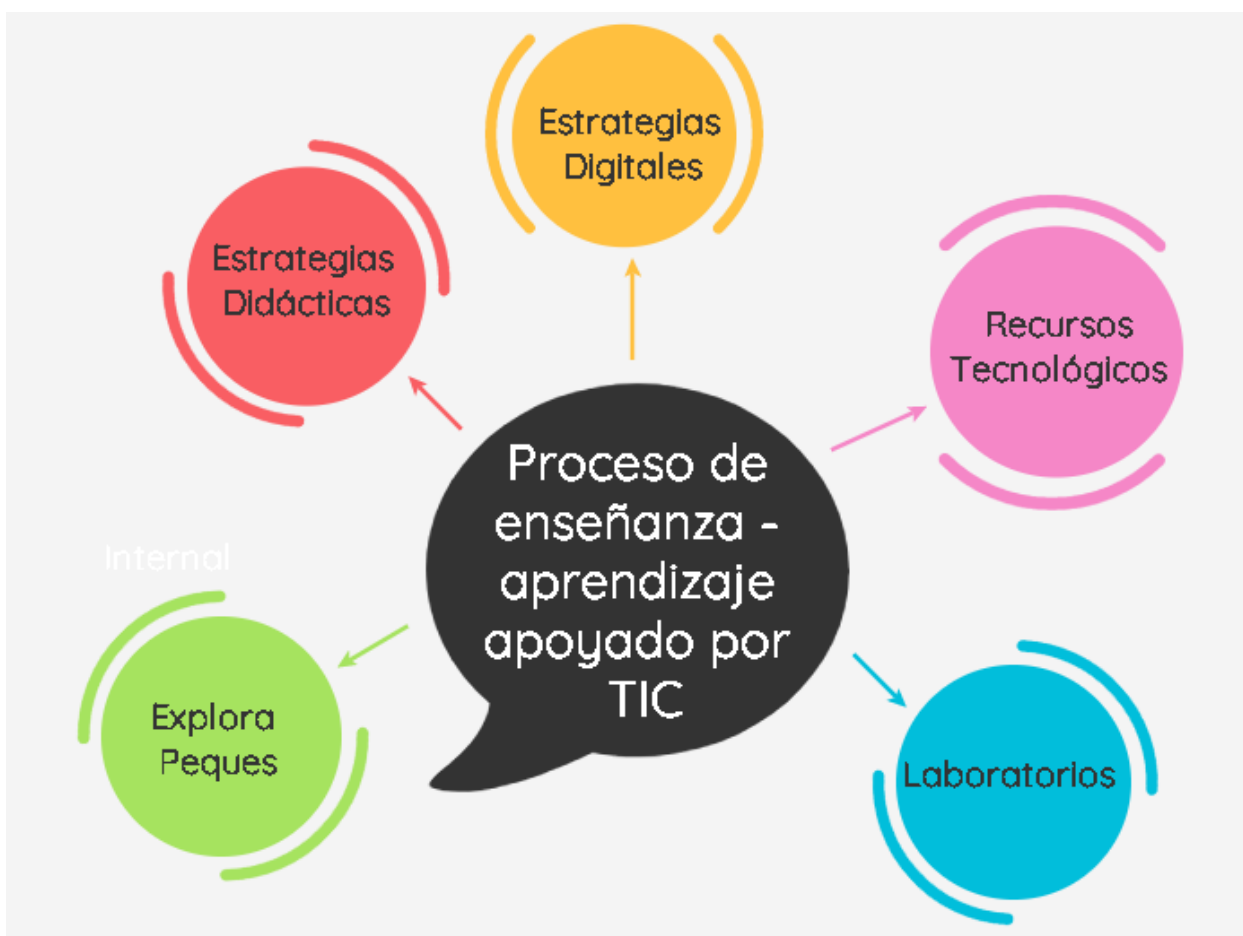 Estrategias
Digitales
Estrategias
Didácticas
Recursos
Tecnológicos
Proceso de
enseñanza -
aprendizaje
apoyado por
TIC
Internal
Explora
Peques
Laboratorios